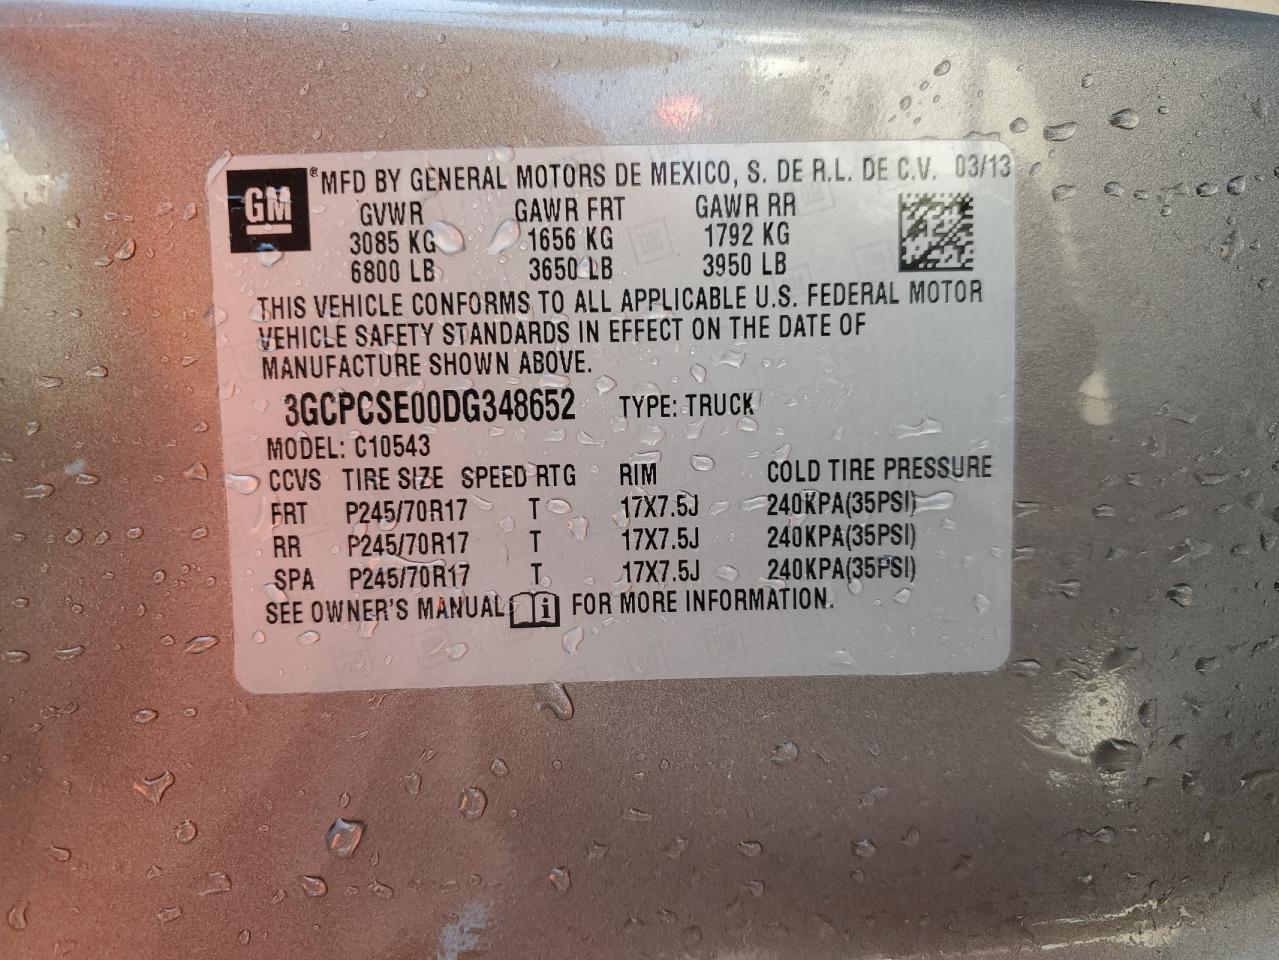 GM ® MFD BY GENERAL MOTORS DE MEXICO, S. DE R.L. DE C.V. 03/13
GVWR GAWR FRT GAWR RR
3085 KG 1656 KG 1792 KG
6800 LB 3650 LB 3950 LB
THIS VEHICLE CONFORMS TO ALL APPLICABLE U.S. FEDERAL MOTOR
VEHICLE SAFETY STANDARDS IN EFFECT ON THE DATE OF
MANUFACTURE SHOWN ABOVE.
3GCPCSE00DG348652 TYPE: TRUCK
MODEL: C10543
CCVS TIRE SIZE SPEED RTG RIM COLD TIRE PRESSURE
FRT P245/70R17 T 17X7.5J 240KPA(35PSI)
RR P245/70R17 T 17X7.5J 240KPA(35PSI)
SPA P245/70R17 T 17X7.5J 240KPA(35PSI)
SEE OWNER'S MANUAL i FOR MORE INFORMATION.